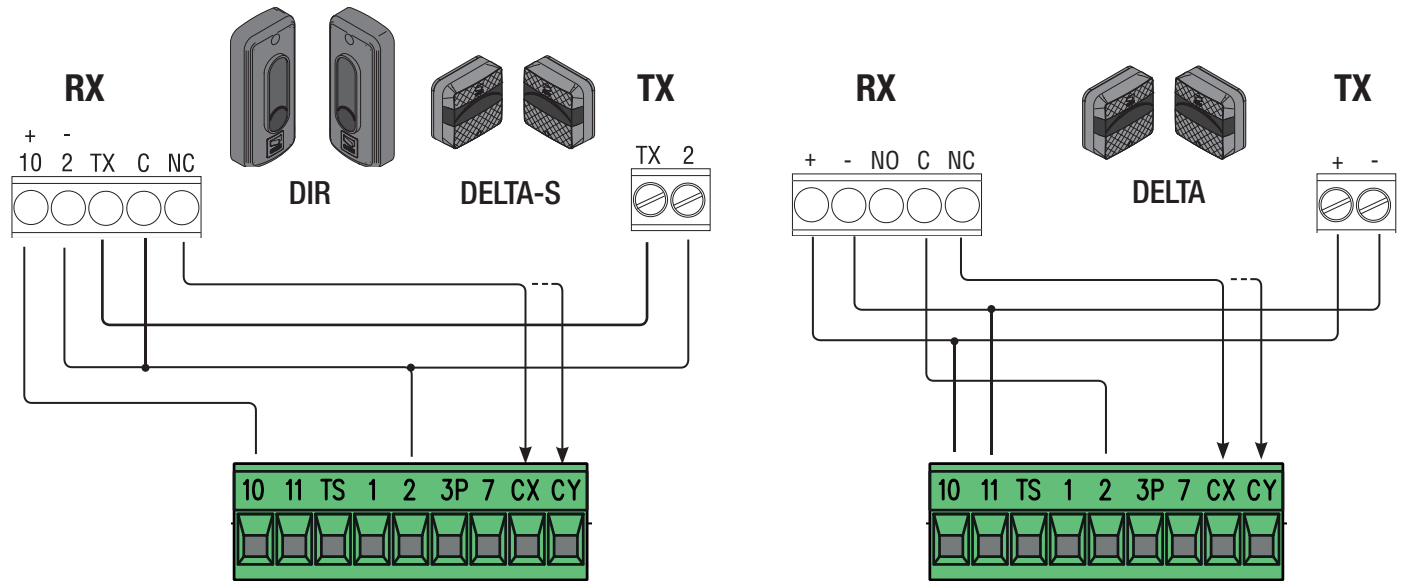 RX
TX
+ -
10 2 TX C NC
TX 2
DIR
DELTA-S
10 11 TS 1 2 3P 7 CX CY
RX
TX
+ - NO C NC
+ -
DELTA
10 11 TS 1 2 3P 7 CX CY